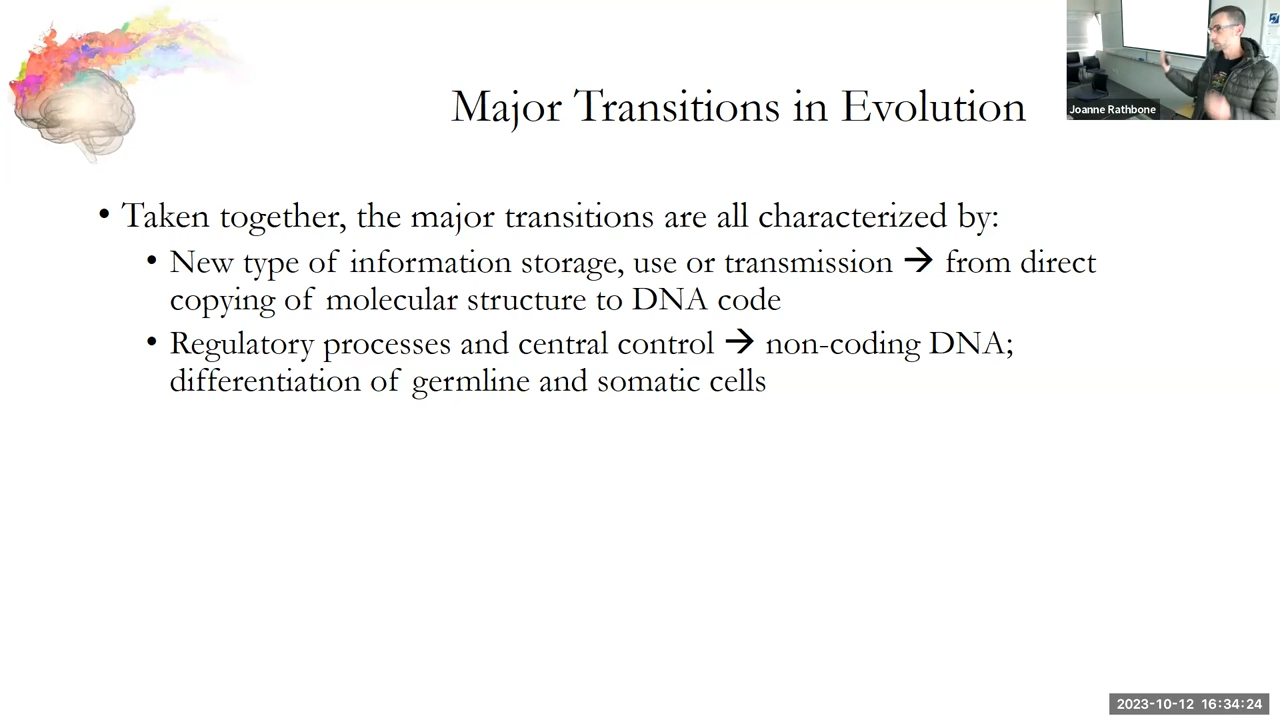 Major Transitions in Evolution
Joanne Rathbone
• Taken together, the major transitions are all characterized by:
• New type of information storage, use or transmission → from direct
copying of molecular structure to DNA code
• Regulatory processes and central control → non-coding DNA;
differentiation of germline and somatic cells
2023-10-12 16:34:24